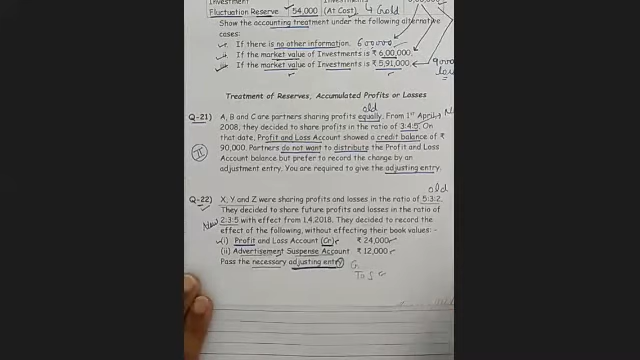 Investment
Fluctuation Reserve 54,000 (At Cost) 4 Gold
Show the accounting treatment under the following alternative
cases:
If there is no other information. 600000
If the market value of Investments is ₹ 6,00,000.
If the market value of Investments is ₹ 5,91,000. 9000
Treatment of Reserves, Accumulated Profits or Losses
old
Q-21) A, B and C are partners sharing profits equally. From 1st April,
2008, they decided to share profits in the ratio of 3:4:5. On
that date, Profit and Loss Account showed a credit balance of ₹
90,000. Partners do not want to distribute the Profit and Loss
Account balance but prefer to record the change by an
adjustment entry. You are required to give the adjusting entry.
old
Q-22) X, Y and Z were sharing profits and losses in the ratio of 5:3:2.
They decided to share future profits and losses in the ratio of
New 2:3:5 with effect from 1.4.2018. They decided to record the
effect of the following, without effecting their book values:-
(i) Profit and Loss Account (Cr) ₹ 24,000
(ii) Advertisement Suspense Account ₹ 12,000
Pass the necessary adjusting entry G
To S